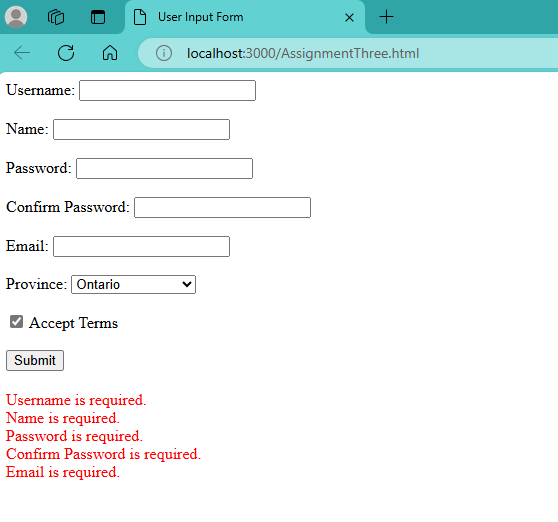 User Input Form
localhost:3000/AssignmentThree.html
Username:
Name:
Password:
Confirm Password:
Email:
Province: Ontario
Accept Terms
Submit
Username is required.
Name is required.
Password is required.
Confirm Password is required.
Email is required.